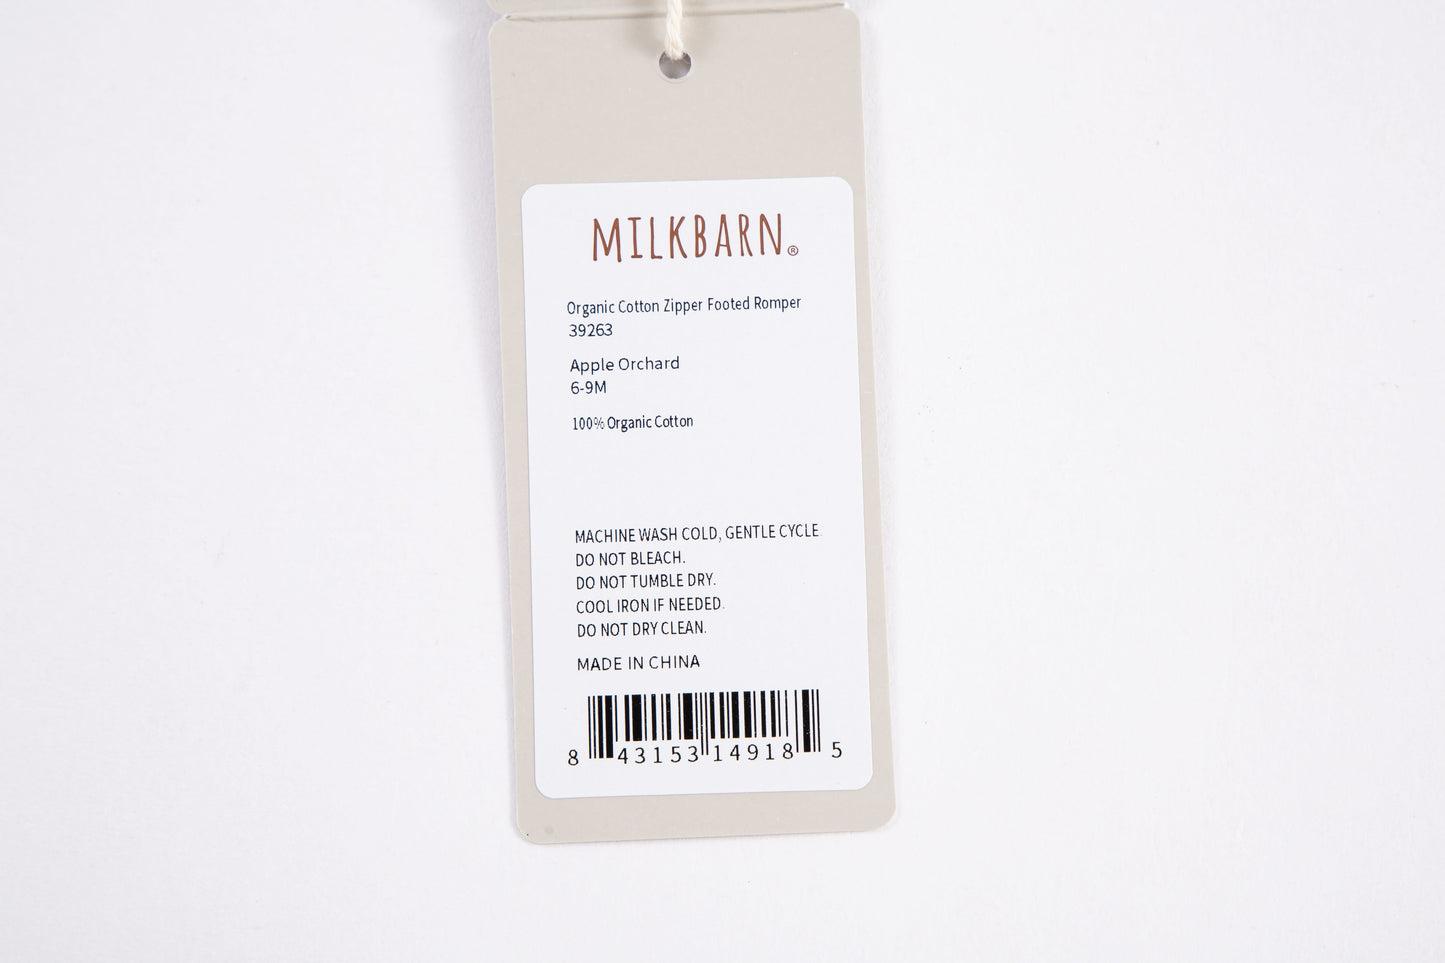 MILKBARN®
Organic Cotton Zipper Footed Romper
39263
Apple Orchard
6-9M
100% Organic Cotton
MACHINE WASH COLD, GENTLE CYCLE
DO NOT BLEACH.
DO NOT TUMBLE DRY.
COOL IRON IF NEEDED.
DO NOT DRY CLEAN.
MADE IN CHINA
8 43153 14918 5